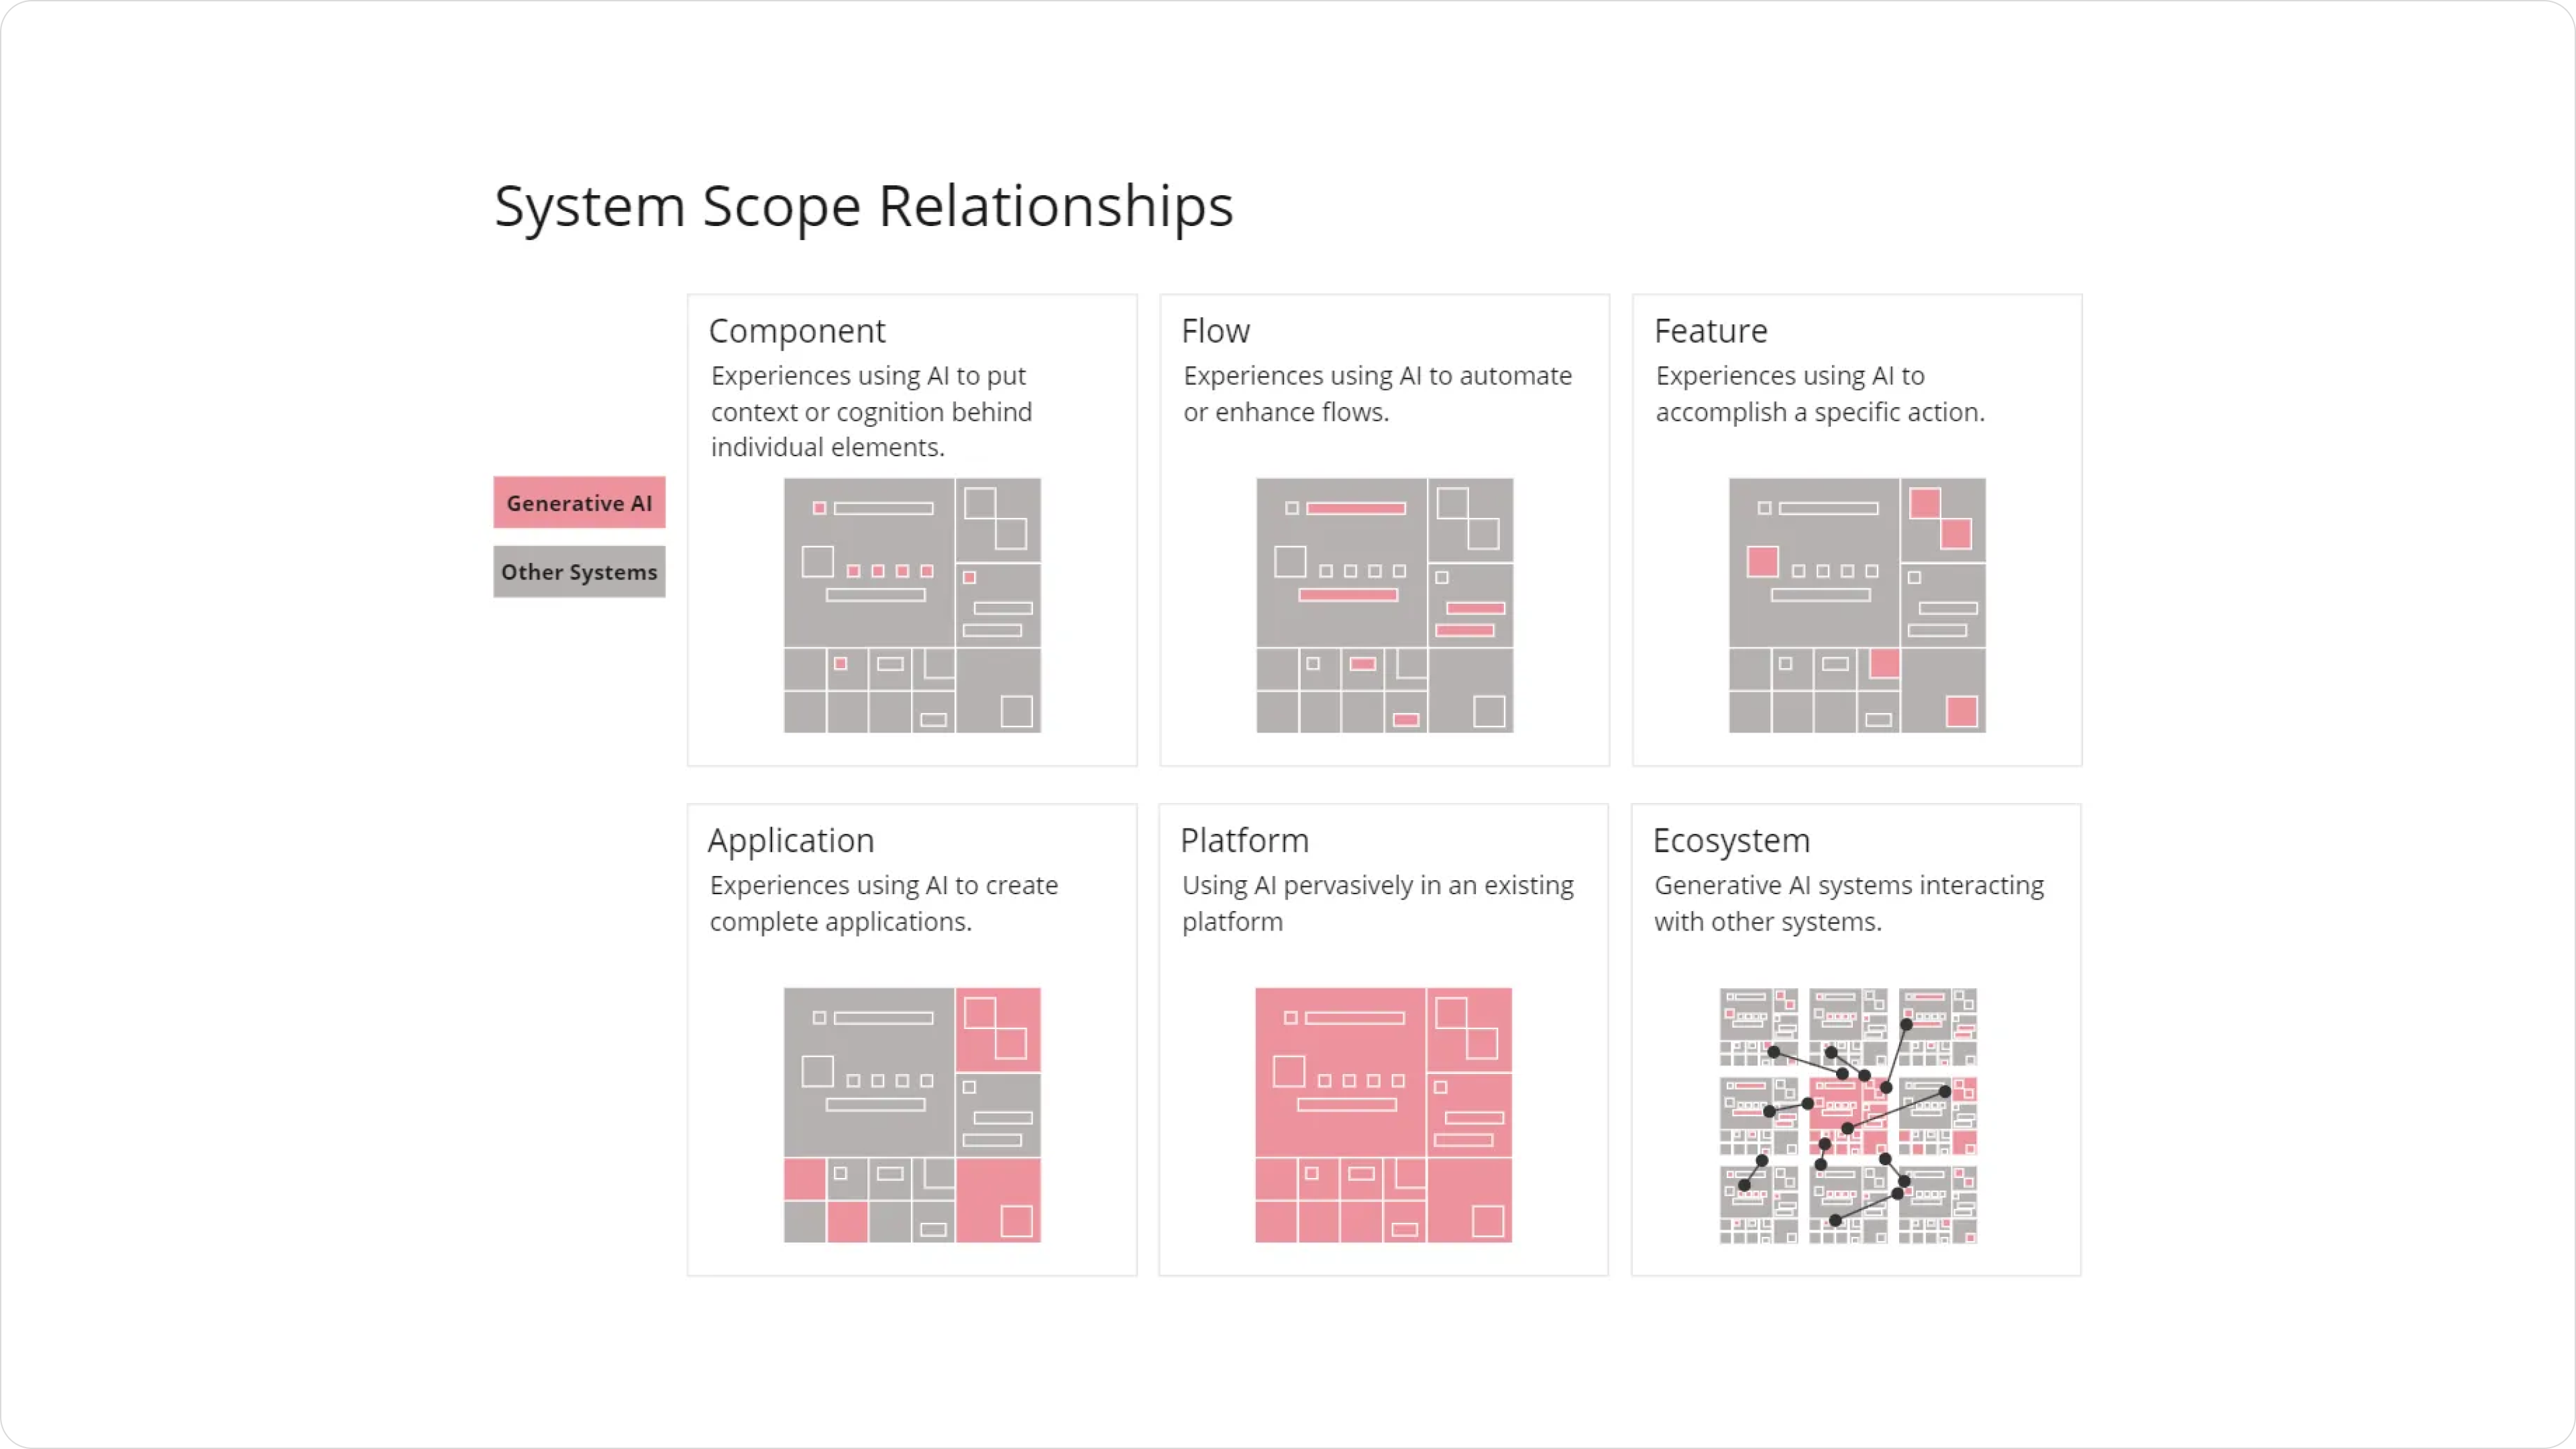 System Scope Relationships
Generative AI
Other Systems
Component
Experiences using AI to put
context or cognition behind
individual elements.
Flow
Experiences using AI to automate
or enhance flows.
Feature
Experiences using AI to
accomplish a specific action.
Application
Experiences using AI to create
complete applications.
Platform
Using AI pervasively in an existing
platform
Ecosystem
Generative AI systems interacting
with other systems.